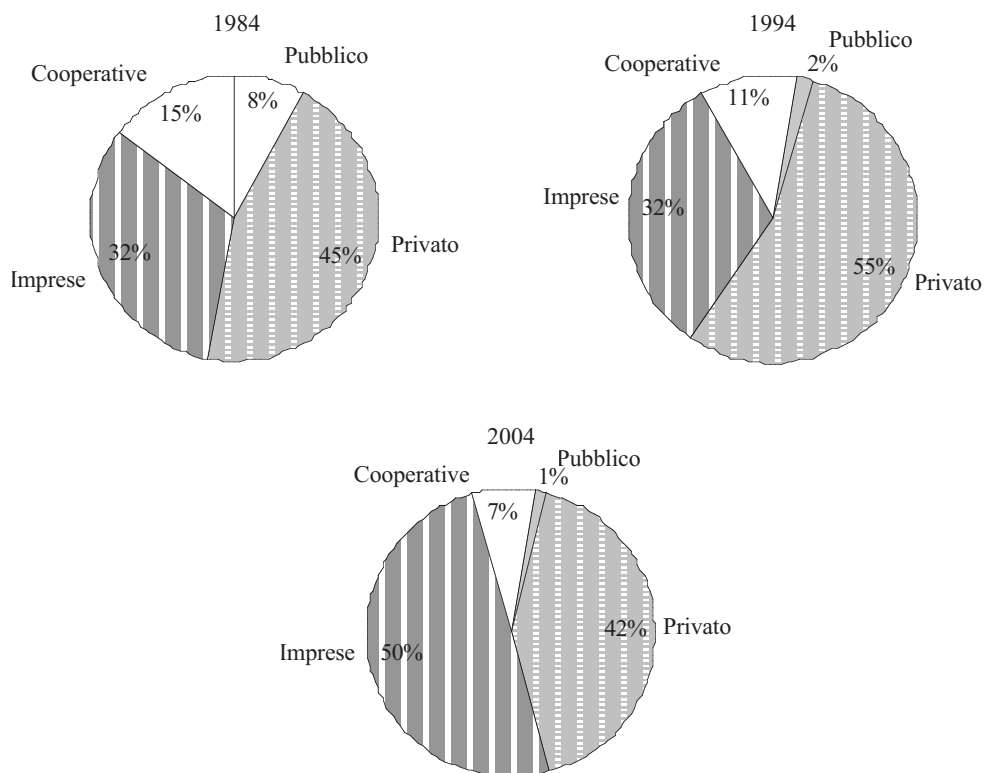 1984
Pubblico
Cooperative
8%
15%
Imprese
32%
45%
Privato
1994
Pubblico
2%
Cooperative
11%
Imprese
32%
55%
Privato
2004
Pubblico
1%
Cooperative
7%
Imprese
50%
42%
Privato